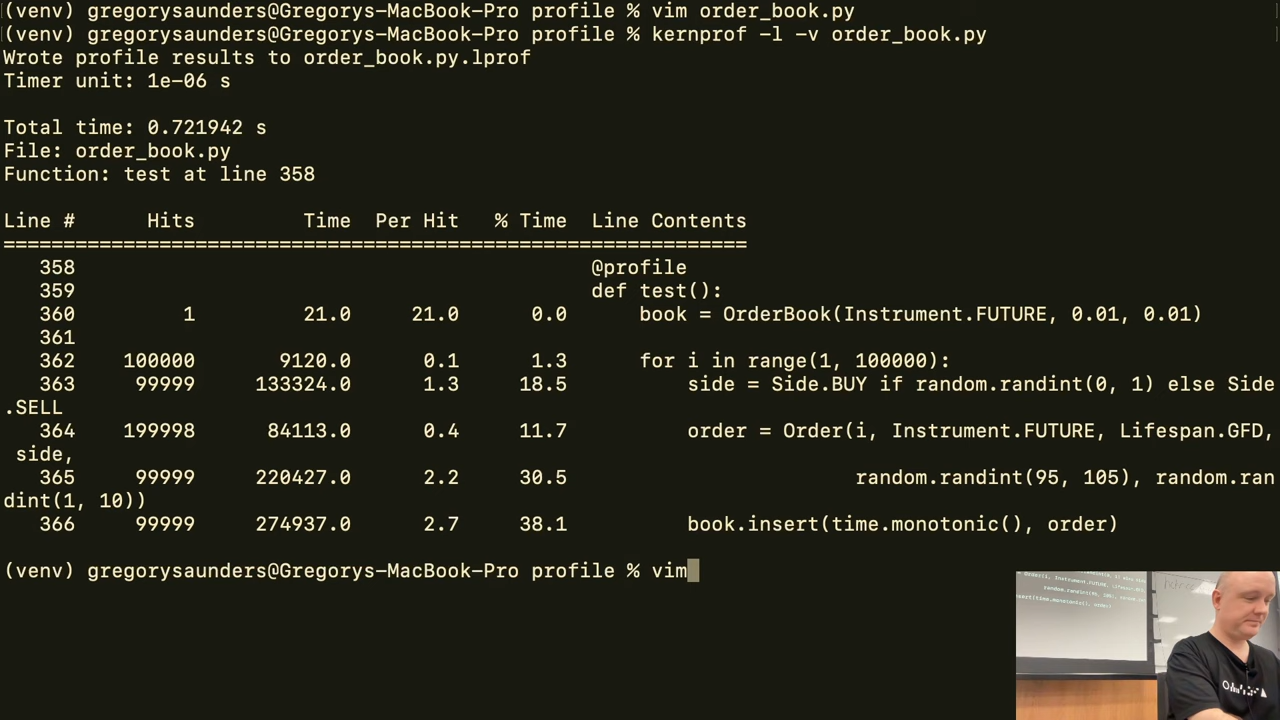 (venv) gregorysaunders@Gregorys-MacBook-Pro profile % vim order_book.py
(venv) gregorysaunders@Gregorys-MacBook-Pro profile % kernprof -l -v order_book.py
Wrote profile results to order_book.py.lprof
Timer unit: 1e-06 s
Total time: 0.721942 s
File: order_book.py
Function: test at line 358
Line # Hits Time Per Hit % Time Line Contents
==============================================================
358 @profile
359 def test():
360 1 21.0 21.0 0.0 book = OrderBook(Instrument.FUTURE, 0.01, 0.01)
361
362 100000 9120.0 0.1 1.3 for i in range(1, 100000):
363 99999 133324.0 1.3 18.5 side = Side.BUY if random.randint(0, 1) else Side
.SELL
364 199998 84113.0 0.4 11.7 order = Order(i, Instrument.FUTURE, Lifespan.GFD,
side,
365 99999 220427.0 2.2 30.5 random.randint(95, 105), random.ran
dint(1, 10))
366 99999 274937.0 2.7 38.1 book.insert(time.monotonic(), order)
(venv) gregorysaunders@Gregorys-MacBook-Pro profile % vim